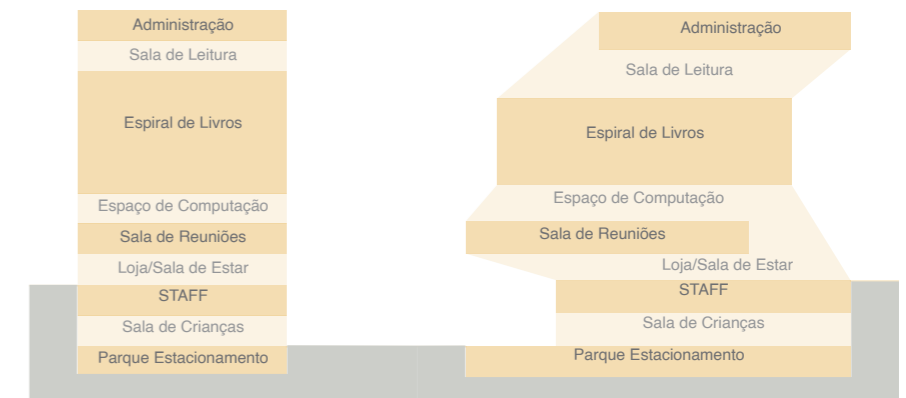 Administração
Sala de Leitura
Espiral de Livros
Espaço de Computação
Sala de Reuniões
Loja/Sala de Estar
STAFF
Sala de Crianças
Parque Estacionamento
Administração
Sala de Leitura
Espiral de Livros
Espaço de Computação
Sala de Reuniões
Loja/Sala de Estar
STAFF
Sala de Crianças
Parque Estacionamento